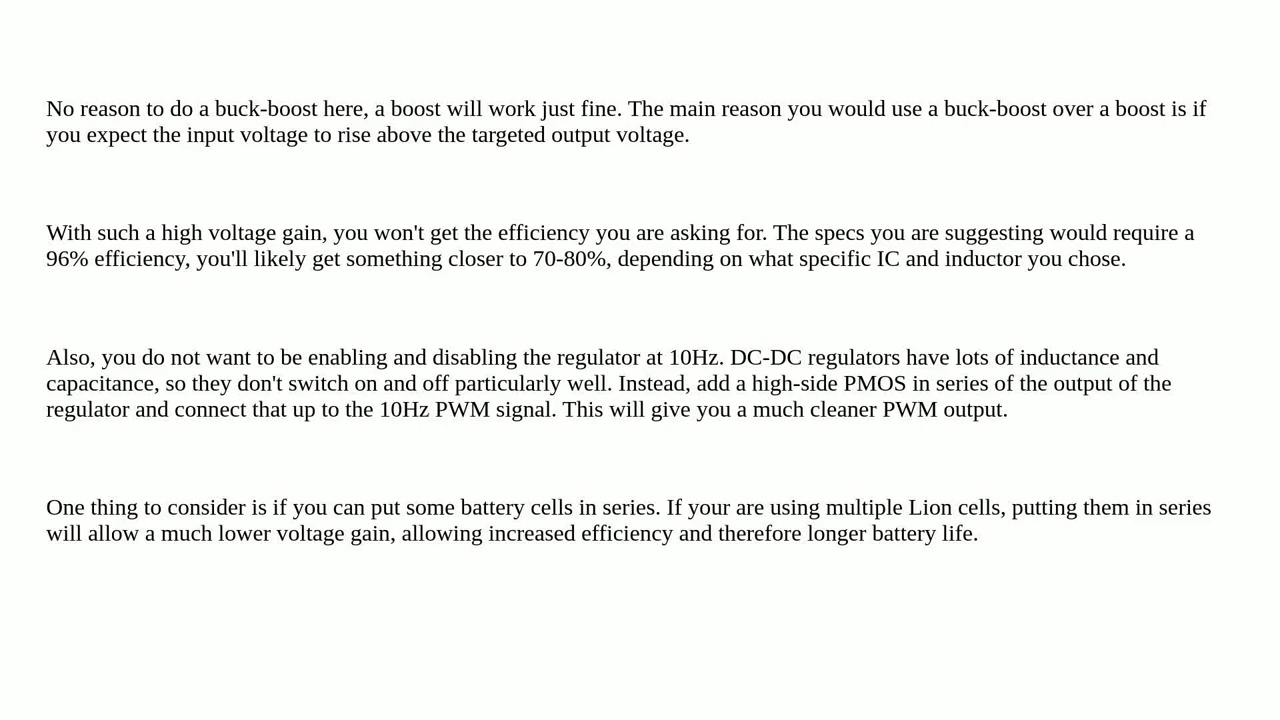 No reason to do a buck-boost here, a boost will work just fine. The main reason you would use a buck-boost over a boost is if
you expect the input voltage to rise above the targeted output voltage.
With such a high voltage gain, you won't get the efficiency you are asking for. The specs you are suggesting would require a
96% efficiency, you'll likely get something closer to 70-80%, depending on what specific IC and inductor you chose.
Also, you do not want to be enabling and disabling the regulator at 10Hz. DC-DC regulators have lots of inductance and
capacitance, so they don't switch on and off particularly well. Instead, add a high-side PMOS in series of the output of the
regulator and connect that up to the 10Hz PWM signal. This will give you a much cleaner PWM output.
One thing to consider is if you can put some battery cells in series. If your are using multiple Lion cells, putting them in series
will allow a much lower voltage gain, allowing increased efficiency and therefore longer battery life.